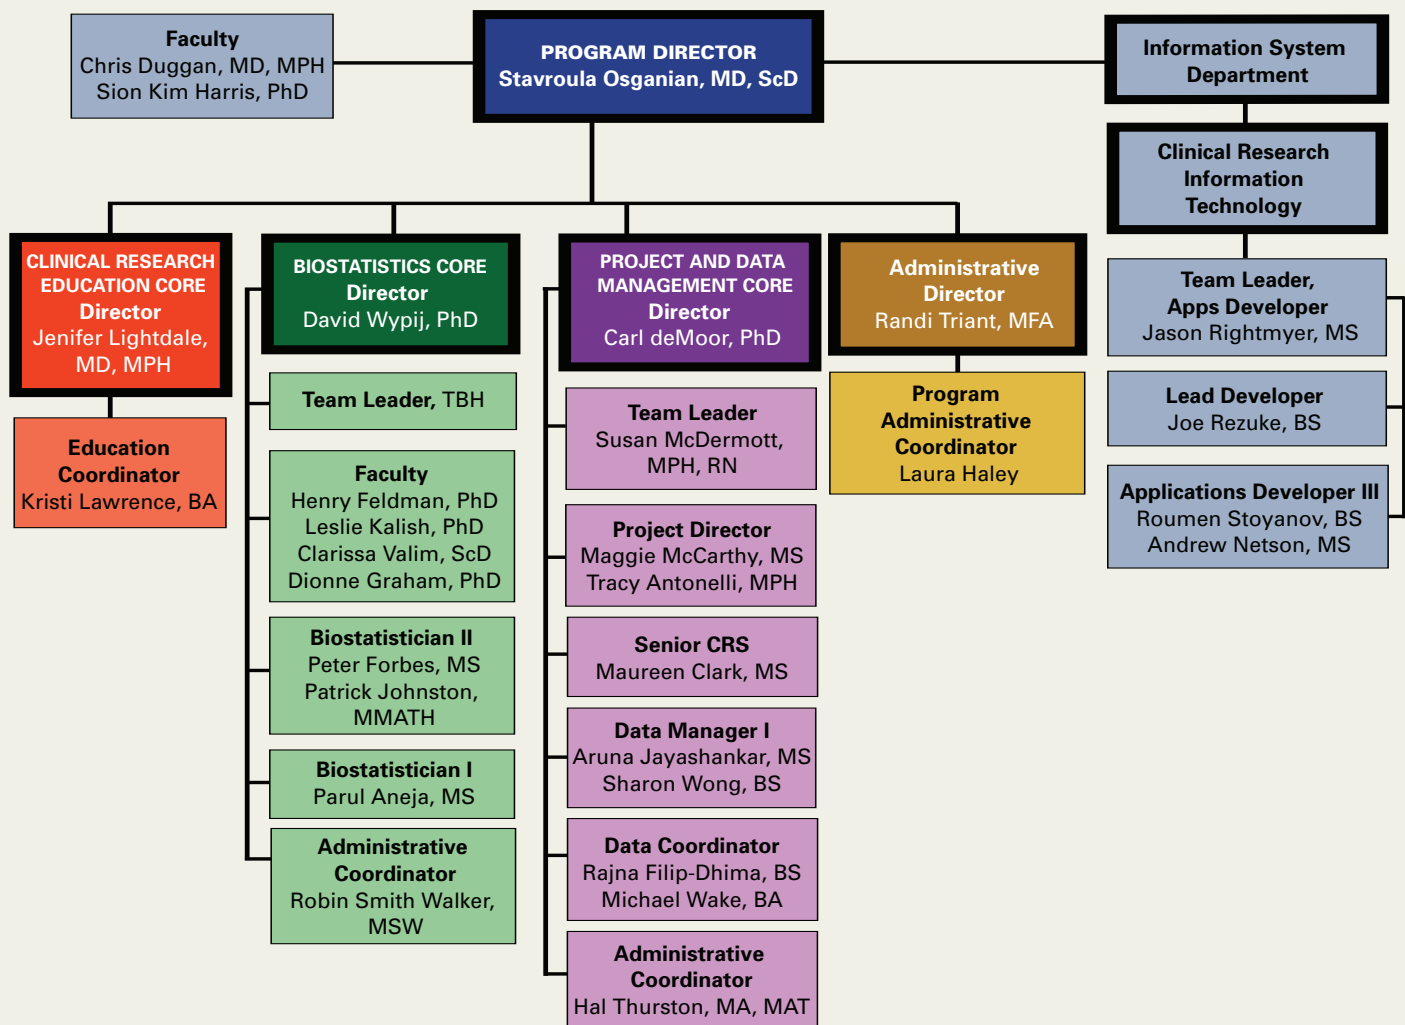 Faculty
Chris Duggan, MD, MPH
Sion Kim Harris, PhD
PROGRAM DIRECTOR
Stavroula Osganian, MD, ScD
Information System
Department
Clinical Research
Information
Technology
CLINICAL RESEARCH
EDUCATION CORE
Director
Jenifer Lightdale,
MD, MPH
Education
Coordinator
Kristi Lawrence, BA
BIOSTATISTICS CORE
Director
David Wypij, PhD
Team Leader, TBH
Faculty
Henry Feldman, PhD
Leslie Kalish, PhD
Clarissa Valim, ScD
Dionne Graham, PhD
Biostatistician II
Peter Forbes, MS
Patrick Johnston,
MMATH
Biostatistician I
Parul Aneja, MS
Administrative
Coordinator
Robin Smith Walker,
MSW
PROJECT AND DATA
MANAGEMENT CORE
Director
Carl deMoor, PhD
Team Leader
Susan McDermott,
MPH, RN
Project Director
Maggie McCarthy, MS
Tracy Antonelli, MPH
Senior CRS
Maureen Clark, MS
Data Manager I
Aruna Jayashankar, MS
Sharon Wong, BS
Data Coordinator
Rajna Filip-Dhima, BS
Michael Wake, BA
Administrative
Coordinator
Hal Thurston, MA, MAT
Administrative
Director
Randi Triant, MFA
Program
Administrative
Coordinator
Laura Haley
Team Leader,
Apps Developer
Jason Rightmyer, MS
Lead Developer
Joe Rezuke, BS
Applications Developer III
Roumen Stoyanov, BS
Andrew Netson, MS